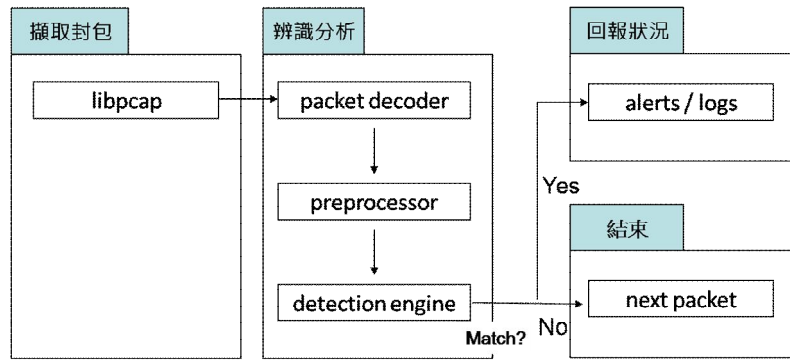 擷取封包
辨識分析
回報狀況
libpcap
packet decoder
alerts / logs
Yes
preprocessor
結束
detection engine
next packet
Match?
No